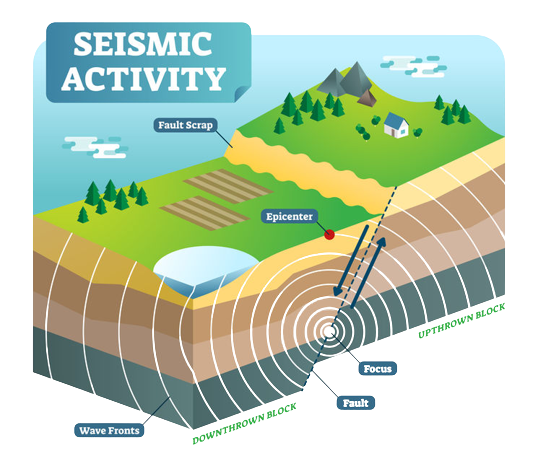 SEISMIC
ACTIVITY
Fault Scrap
Epicenter
UPTHROWN BLOCK
Focus
Fault
DOWNTHROWN BLOCK
Wave Fronts